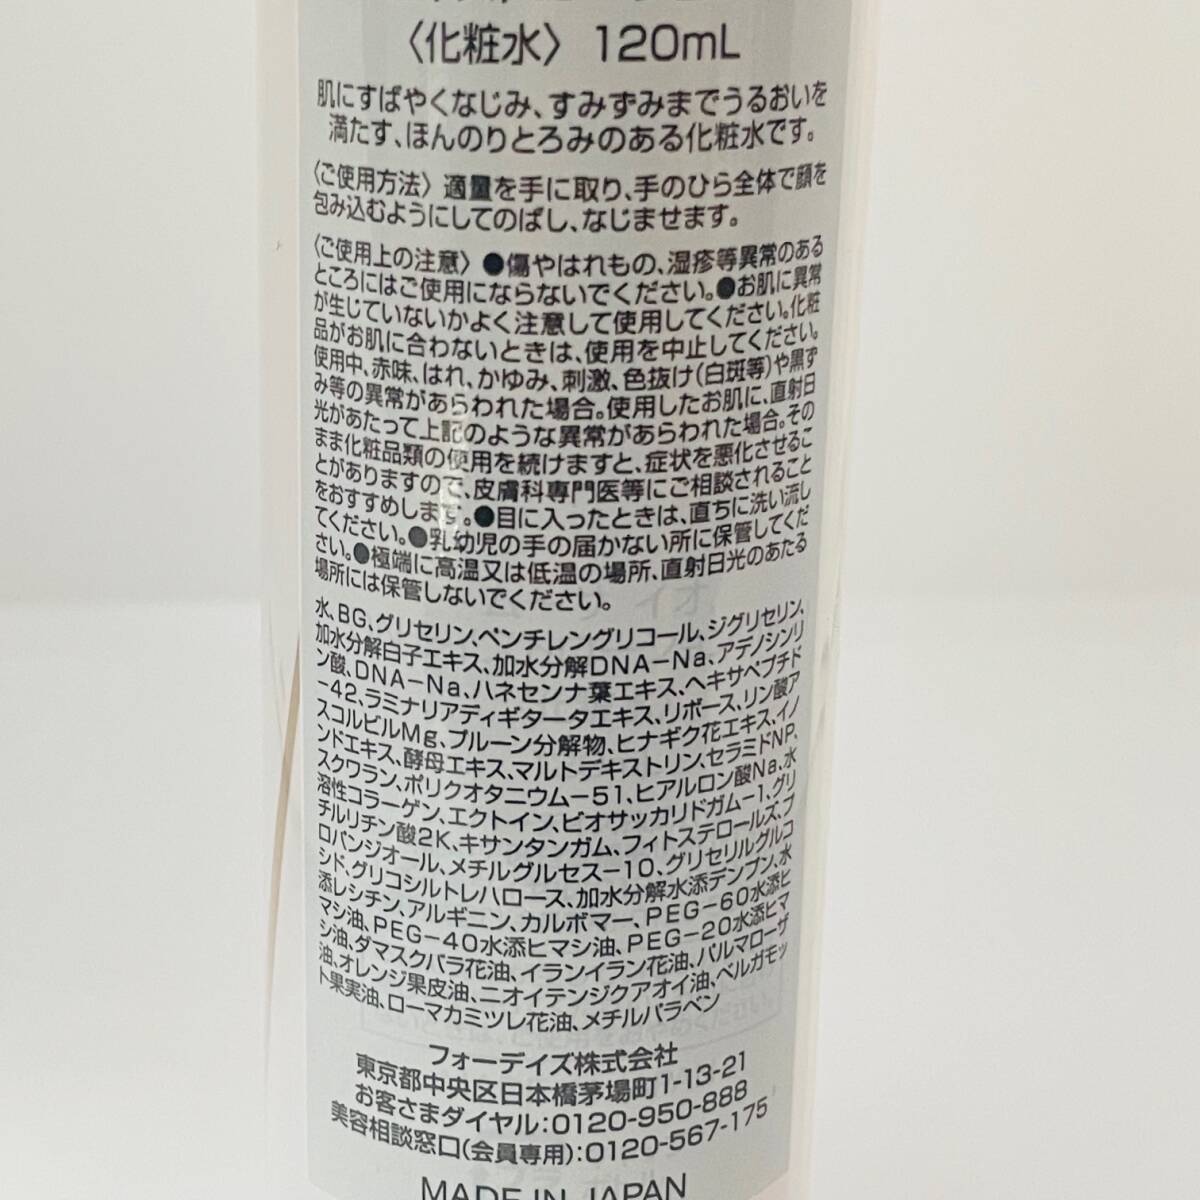 〈化粧水〉 120mL
肌にすばやくなじみ、すみずみまでうるおいを
満たす、ほんのりとろみのある化粧水です。
〈ご使用方法〉適量を手に取り、手のひら全体で顔を
包み込むようにしてのばし、なじませます。
〈ご使用上の注意〉●傷やはれもの、湿疹等異常のある
ところにはご使用にならないでください。●お肌に異常
が生じていないかよく注意して使用してください。化粧
品がお肌に合わないときは、使用を中止してください。
使用中、赤味、はれ、かゆみ、刺激、色抜け(白斑等)や黒ず
み等の異常があらわれた場合。使用したお肌に、直射日
光があたって上記のような異常があらわれた場合。その
まま化粧品類の使用を続けますと、症状を悪化させるこ
とがありますので、皮膚科専門医等にご相談されること
をおすすめします。●目に入ったときは、直ちに洗い流し
てください。●乳幼児の手の届かない所に保管してくだ
さい。●極端に高温又は低温の場所、直射日光のあたる
場所には保管しないでください。
水、BG、グリセリン、ペンチレングリコール、ジグリセリン、
加水分解白子エキス、加水分解DNA-Na、アデノシンリ
ン酸、DNA-Na、ハネセンナ葉エキス、ヘキサペプチド
-42、ラミナリアディギタータエキス、リボース、リン酸ア
スコルビルMg、プルーン分解物、ヒナギク花エキス、イノ
ンドエキス、酵母エキス、マルトデキストリン、セラミドNP、
スクワラン、ポリクオタニウム-51、ヒアルロン酸Na、水
溶性コラーゲン、エクトイン、ビオサッカリドガム-1、グリ
チルリチン酸2K、キサンタンガム、フィトステロールズ、プ
ロパンジオール、メチルグルセス-10、グリセリルグルコ
シド、グリコシルトレハロース、加水分解水添デンプン、水
添レシチン、アルギニン、カルボマー、PEG-60水添ヒ
マシ油、PEG-40水添ヒマシ油、PEG-20水添ヒマ
シ油、ダマスクバラ花油、イランイラン花油、パルマローザ
油、オレンジ果皮油、ニオイテンジクアオイ油、ベルガモッ
ト果実油、ローマカミツレ花油、メチルパラベン
フォーデイズ株式会社
東京都中央区日本橋茅場町1-13-21
お客さまダイヤル:0120-950-888
美容相談窓口(会員専用):0120-567-175
MADE IN JAPAN